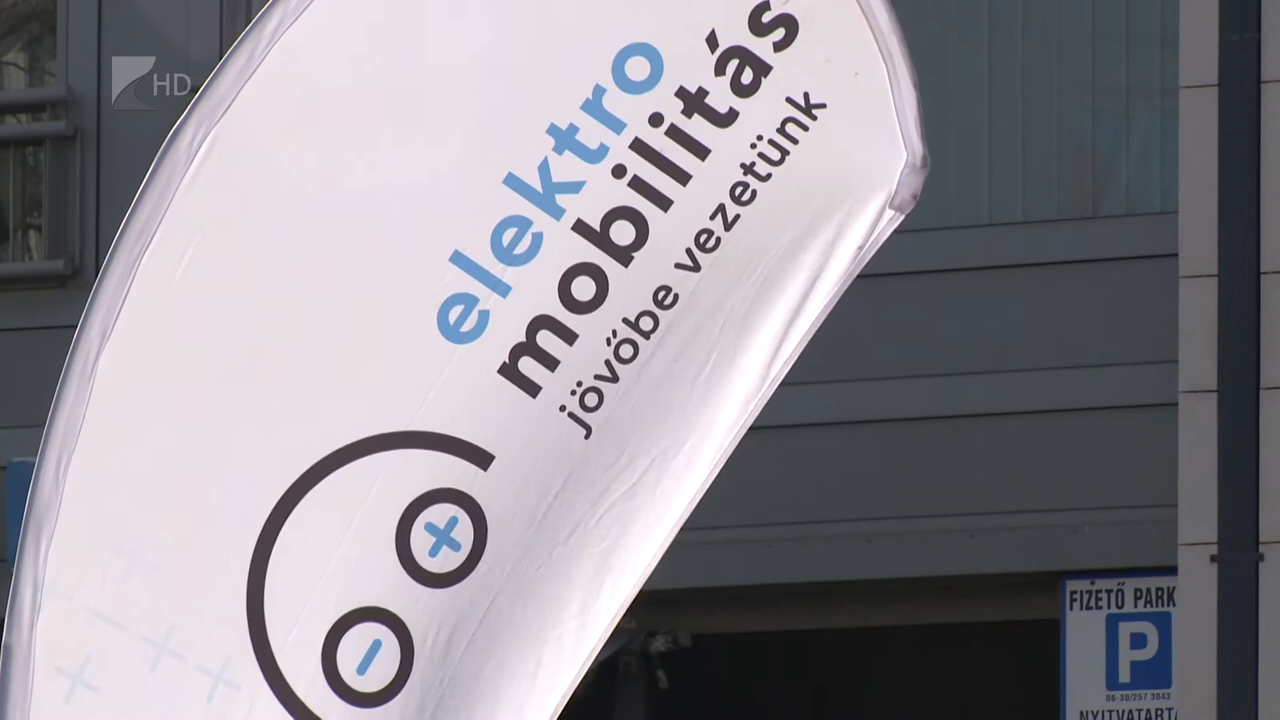 HD
elektro
mobilitás
jövőbe vezetünk
FIZETŐ PARK
P
06-30/257 3043